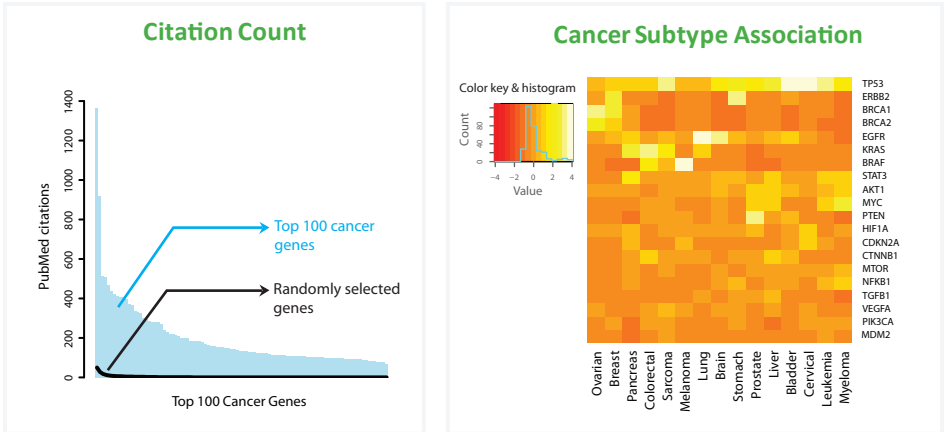 Citation Count
PubMed citations
1400
1200
1000
800
600
400
200
0
Top 100 cancer
genes
Randomly selected
genes
Top 100 Cancer Genes
Cancer Subtype Association
Color key & histogram
Count
0 40 80
−4 −2 0 2 4
Value
TP53
ERBB2
BRCA1
BRCA2
EGFR
KRAS
BRAF
STAT3
AKT1
MYC
PTEN
HIF1A
CDKN2A
CTNNB1
MTOR
NFKB1
TGFB1
VEGFA
PIK3CA
MDM2
Ovarian
Breast
Pancreas
Colorectal
Sarcoma
Melanoma
Lung
Brain
Stomach
Prostate
Liver
Bladder
Cervical
Leukemia
Myeloma